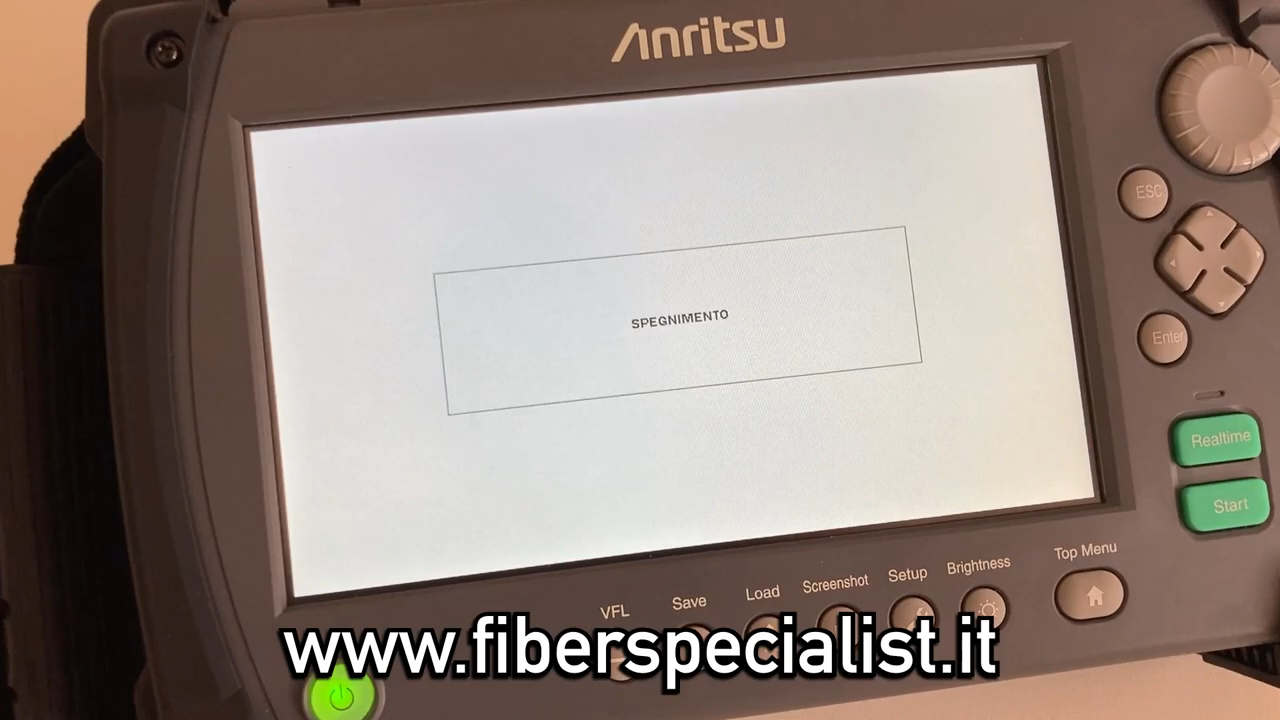 Anritsu
ESC
SPEGNIMENTO
Enter
Realtime
Start
VFL
Save
Load
Screenshot
Setup
Brightness
Top Menu
www.fiberspecialist.it